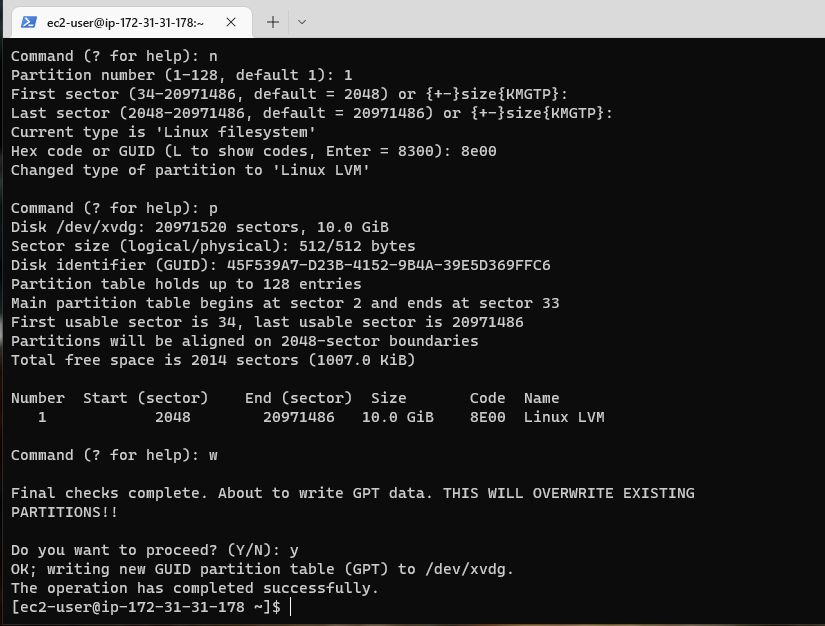 ec2-user@ip-172-31-31-178:~
Command (? for help): n
Partition number (1-128, default 1): 1
First sector (34-20971486, default = 2048) or {+-}size{KMGTP}:
Last sector (2048-20971486, default = 20971486) or {+-}size{KMGTP}:
Current type is 'Linux filesystem'
Hex code or GUID (L to show codes, Enter = 8300): 8e00
Changed type of partition to 'Linux LVM'
Command (? for help): p
Disk /dev/xvdg: 20971520 sectors, 10.0 GiB
Sector size (logical/physical): 512/512 bytes
Disk identifier (GUID): 45F539A7-D23B-4152-9B4A-39E5D369FFC6
Partition table holds up to 128 entries
Main partition table begins at sector 2 and ends at sector 33
First usable sector is 34, last usable sector is 20971486
Partitions will be aligned on 2048-sector boundaries
Total free space is 2014 sectors (1007.0 KiB)
Number  Start (sector)    End (sector)  Size       Code  Name
   1            2048        20971486   10.0 GiB    8E00  Linux LVM
Command (? for help): w
Final checks complete. About to write GPT data. THIS WILL OVERWRITE EXISTING
PARTITIONS!!
Do you want to proceed? (Y/N): y
OK; writing new GUID partition table (GPT) to /dev/xvdg.
The operation has completed successfully.
[ec2-user@ip-172-31-31-178 ~]$